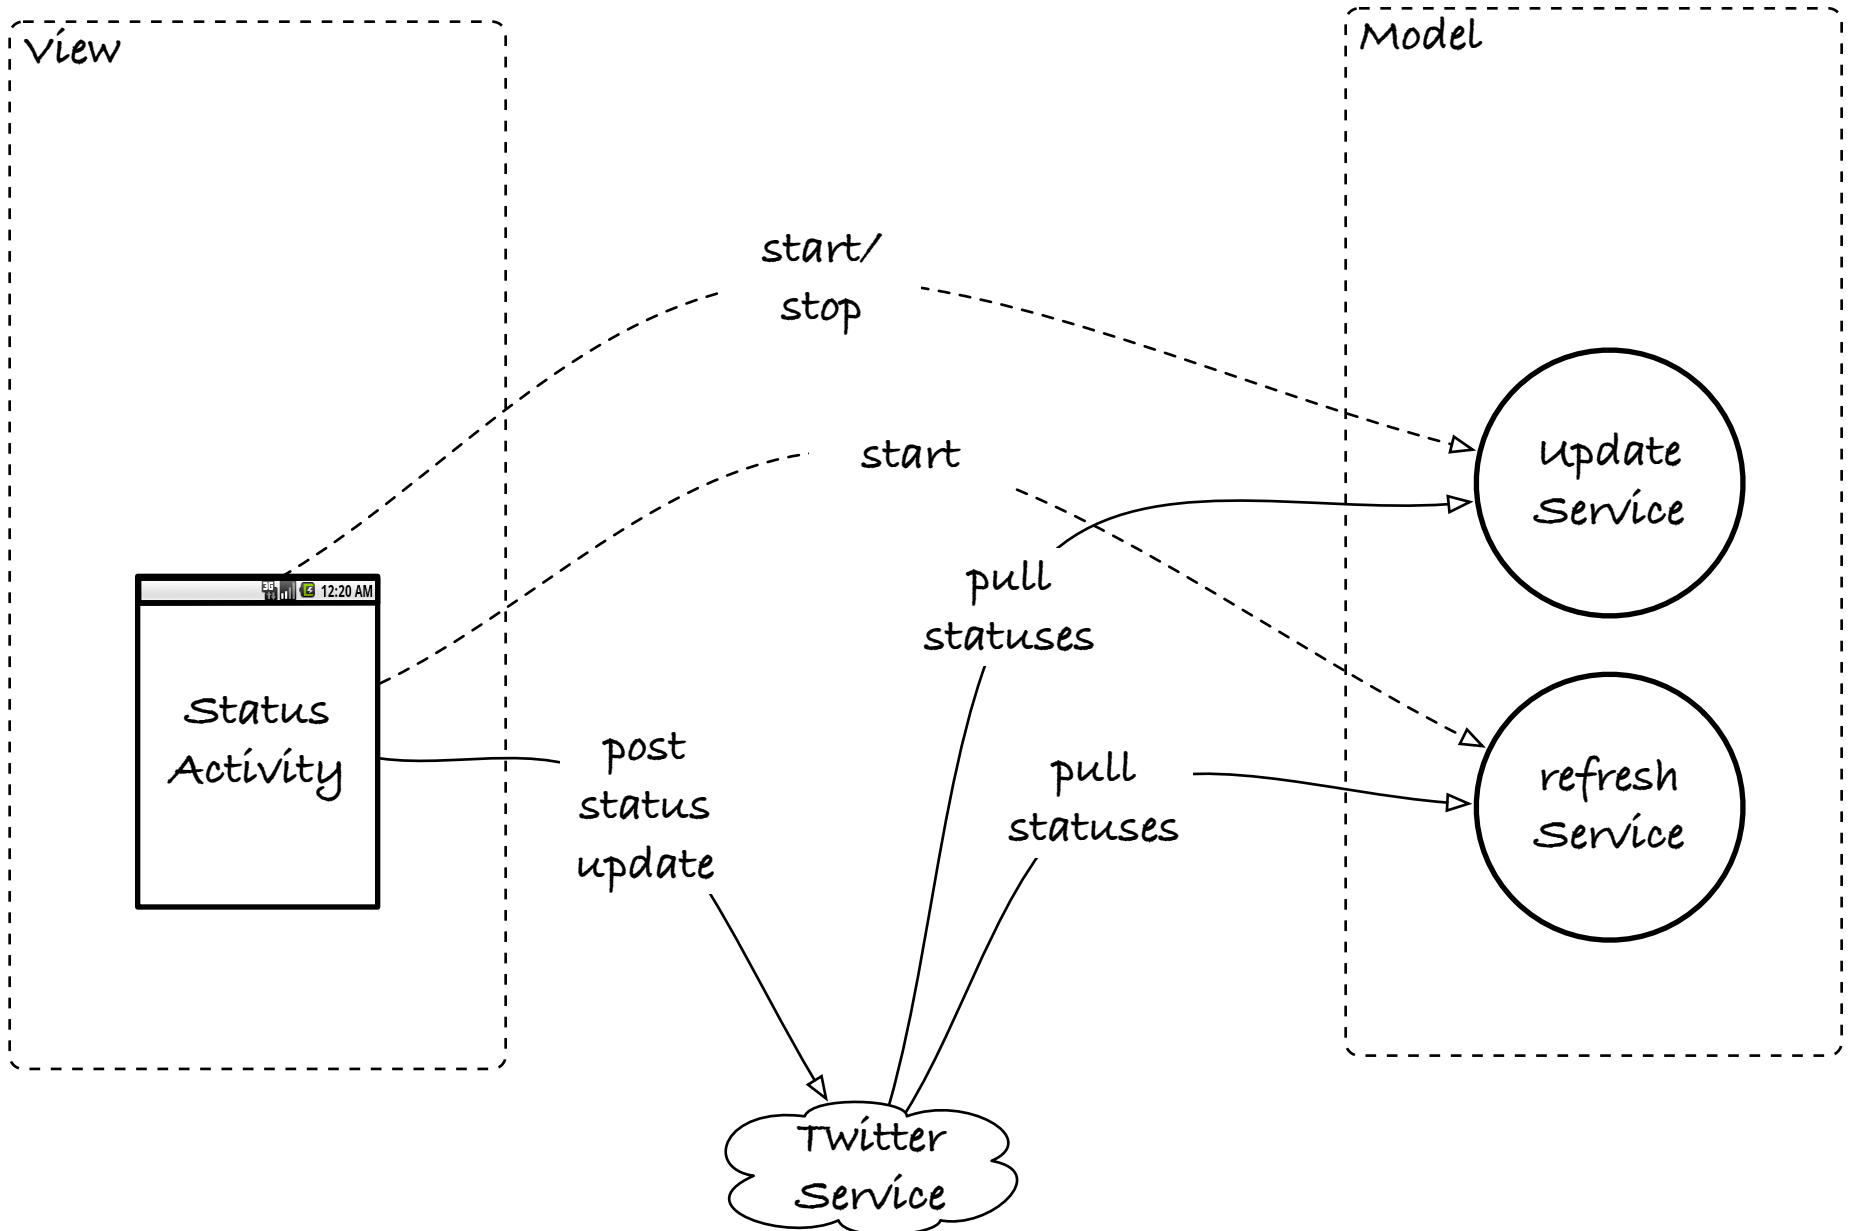 View
Model
start/
stop
start
Update
Service
pull
statuses
12:20 AM
Status
Activity
post
status
update
pull
statuses
refresh
Service
Twitter
Service